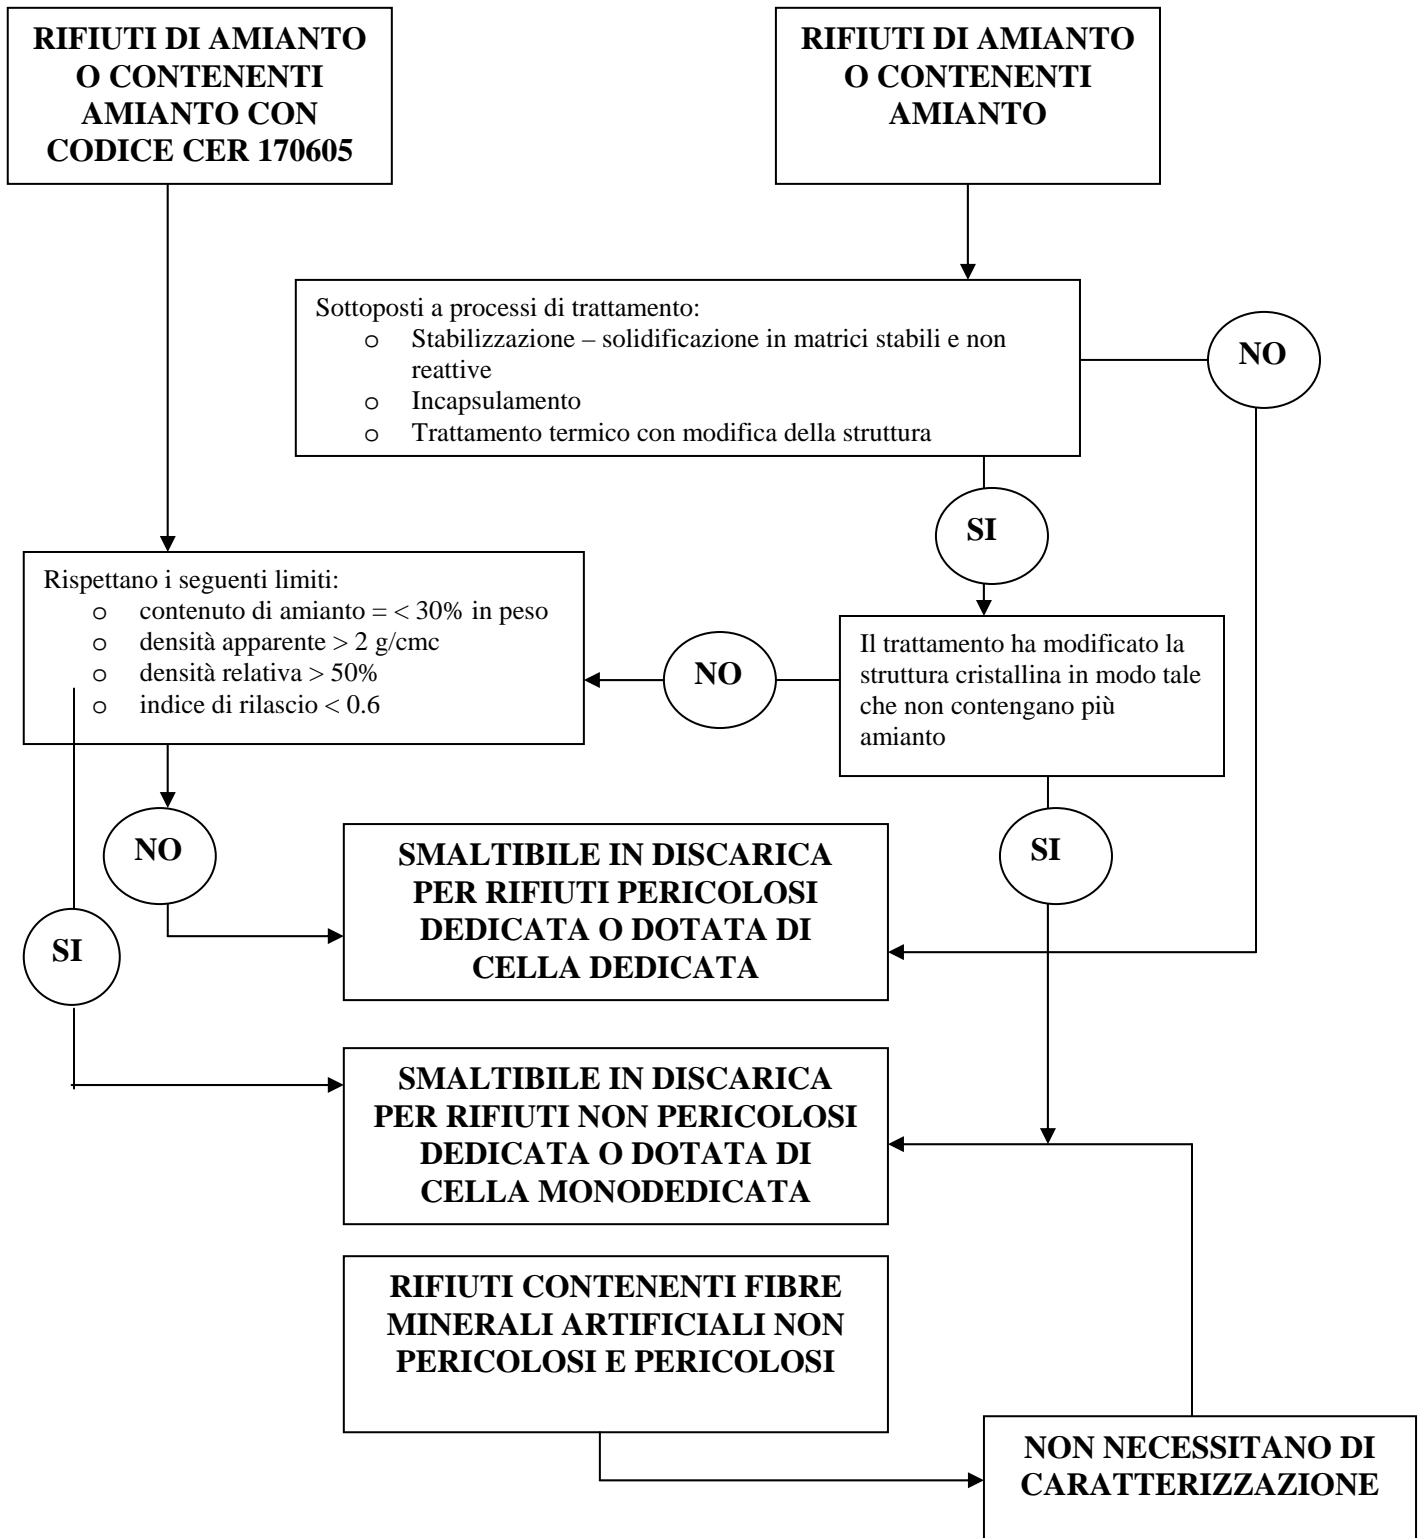 RIFIUTI DI AMIANTO
O CONTENENTI
AMIANTO CON
CODICE CER 170605
RIFIUTI DI AMIANTO
O CONTENENTI
AMIANTO
Sottoposti a processi di trattamento:
o Stabilizzazione – solidificazione in matrici stabili e non
reattive
o Incapsulamento
o Trattamento termico con modifica della struttura
NO
SI
Rispettano i seguenti limiti:
o contenuto di amianto = < 30% in peso
o densità apparente > 2 g/cmc
o densità relativa > 50%
o indice di rilascio < 0.6
NO
Il trattamento ha modificato la
struttura cristallina in modo tale
che non contengano più
amianto
NO
SI
SI
SMALTIBILE IN DISCARICA
PER RIFIUTI PERICOLOSI
DEDICATA O DOTATA DI
CELLA DEDICATA
SMALTIBILE IN DISCARICA
PER RIFIUTI NON PERICOLOSI
DEDICATA O DOTATA DI
CELLA MONODEDICATA
RIFIUTI CONTENENTI FIBRE
MINERALI ARTIFICIALI NON
PERICOLOSI E PERICOLOSI
NON NECESSITANO DI
CARATTERIZZAZIONE